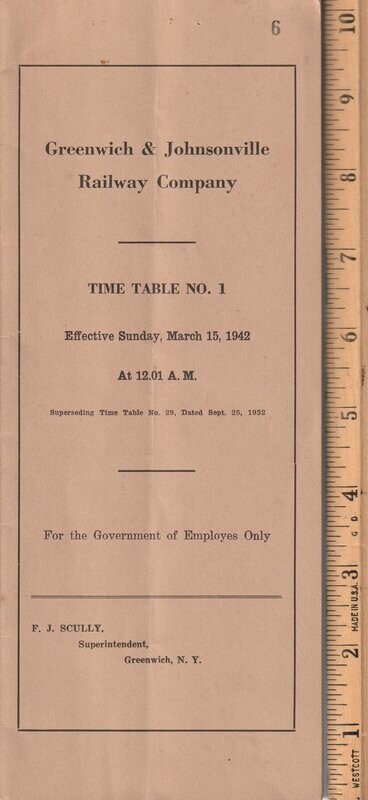 6
Greenwich & Johnsonville
Railway Company
TIME TABLE NO. 1
Effective Sunday, March 15, 1942
At 12.01 A. M.
Superseding Time Table No. 29, Dated Sept. 25, 1932
For the Government of Employes Only
F. J. SCULLY,
Superintendent,
Greenwich, N. Y.
10
9
8
7
6
5
4
G D
3
MADE IN U.S.A.
2
1
WESTCOTT